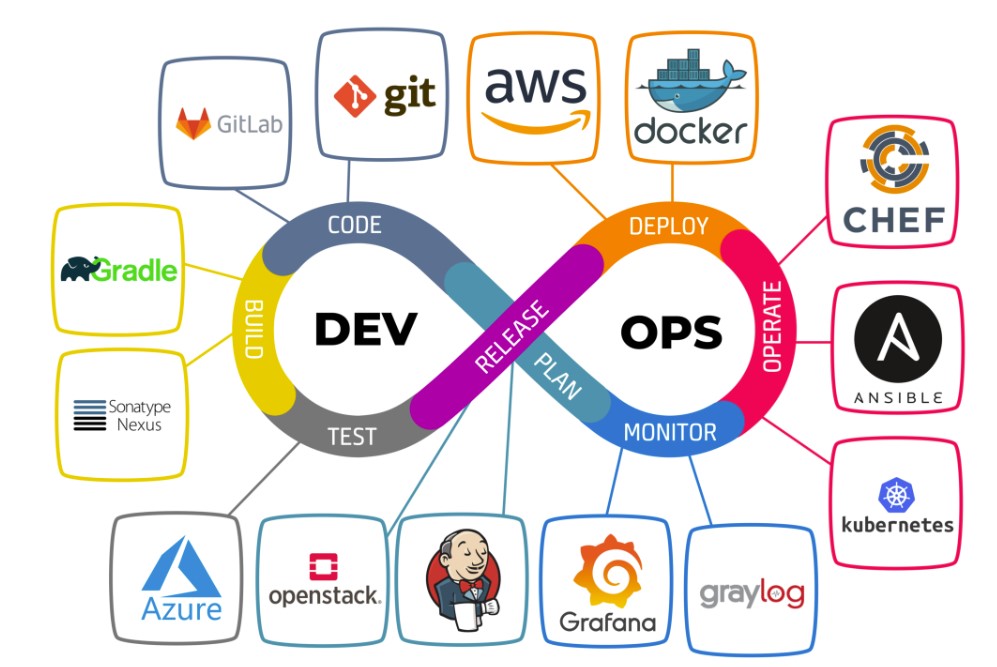 GitLab
git
aws
docker
CHEF
CODE
DEPLOY
Gradle
BUILD
DEV
RELEASE
PLAN
OPS
OPERATE
ANSIBLE
Sonatype
Nexus
TEST
MONITOR
kubernetes
Azure
openstack.
Grafana
graylog